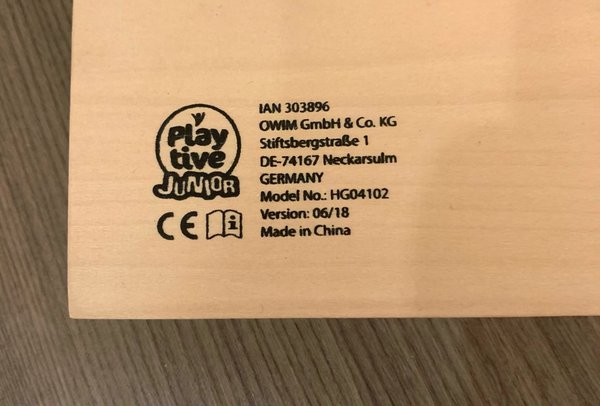 Play
tive
JUNIOR
CE
IAN 303896
OWIM GmbH & Co. KG
Stiftsbergstraße 1
DE-74167 Neckarsulm
GERMANY
Model No.: HG04102
Version: 06/18
Made in China